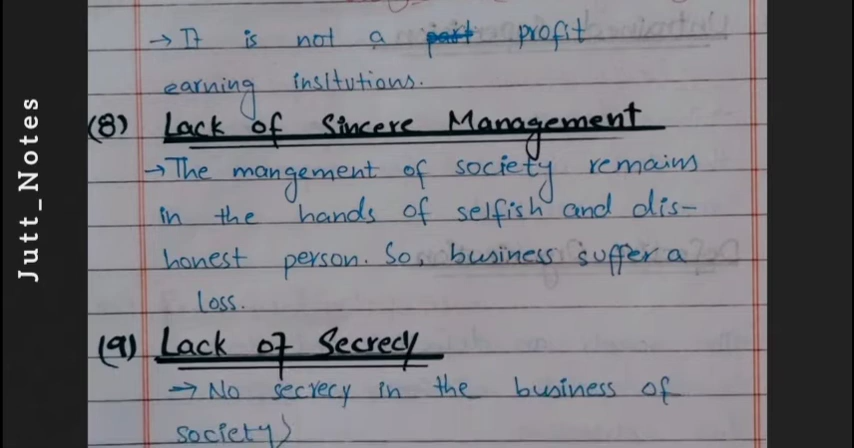 → It is not a part profit
earning insitutions.
(8) Lack of Sincere Management
→ The mangement of society remains
in the hands of selfish and dis-
honest person. So, business suffer a
loss.
(9) Lack of Secrecy
→ No secrecy in the business of
society
Jutt_Notes